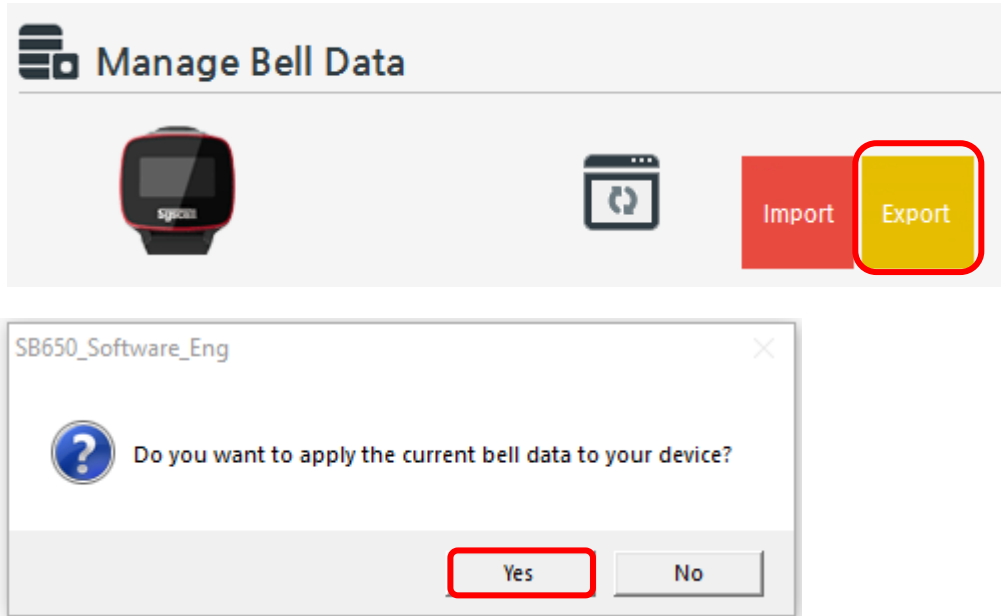 Manage Bell Data
Syscall
Import
Export
SB650_Software_Eng
Do you want to apply the current bell data to your device?
Yes
No